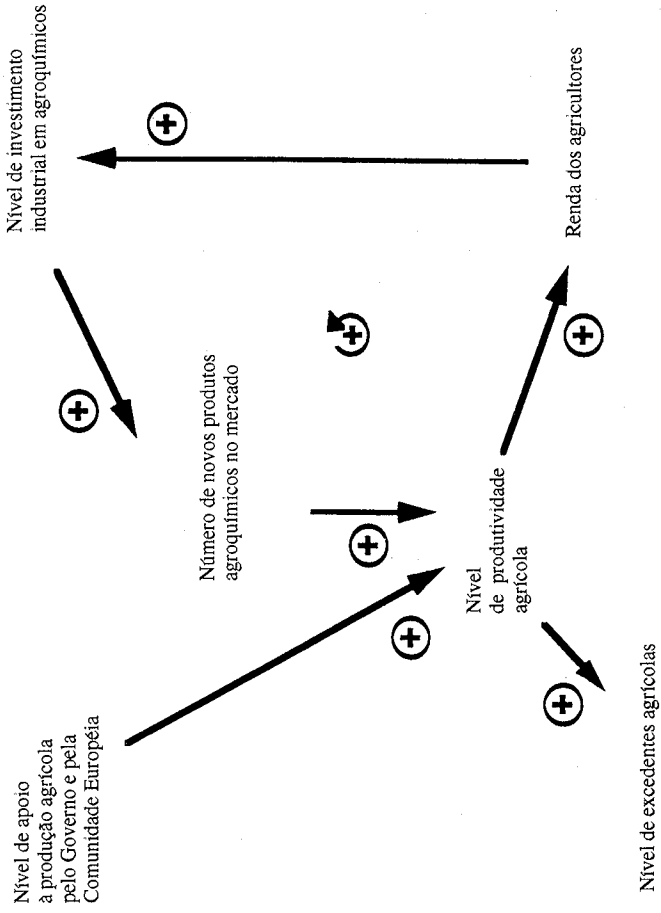 Nível de apoio
à produção agrícola
pelo Governo e pela
Comunidade Européia
Nível de investimento
industrial em agroquímicos
+
+
Número de novos produtos
agroquímicos no mercado
+
+
+
Nível
de produtividade
agrícola
+
+
Renda dos agricultores
Nível de excedentes agrícolas